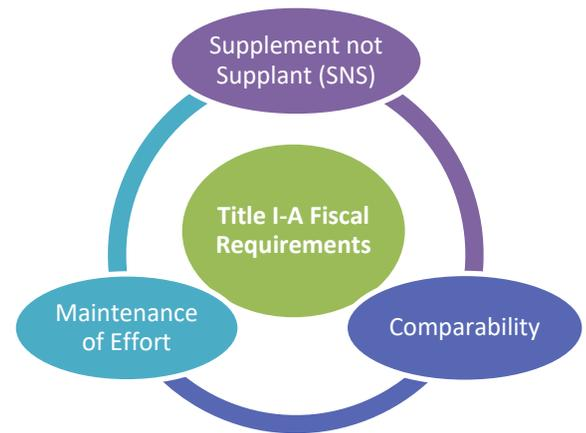 Supplement not
Supplant (SNS)
Title I-A Fiscal
Requirements
Maintenance
of Effort
Comparability